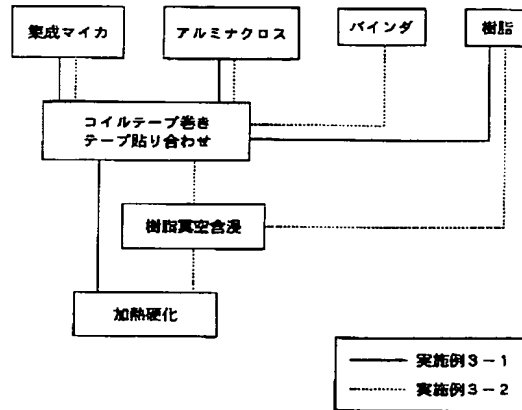 集成マイカ
アルミナクロス
バインダ
樹脂
コイルテープ巻き
テープ貼り合わせ
樹脂真空含浸
加熱硬化
実施例3-1
実施例3-2